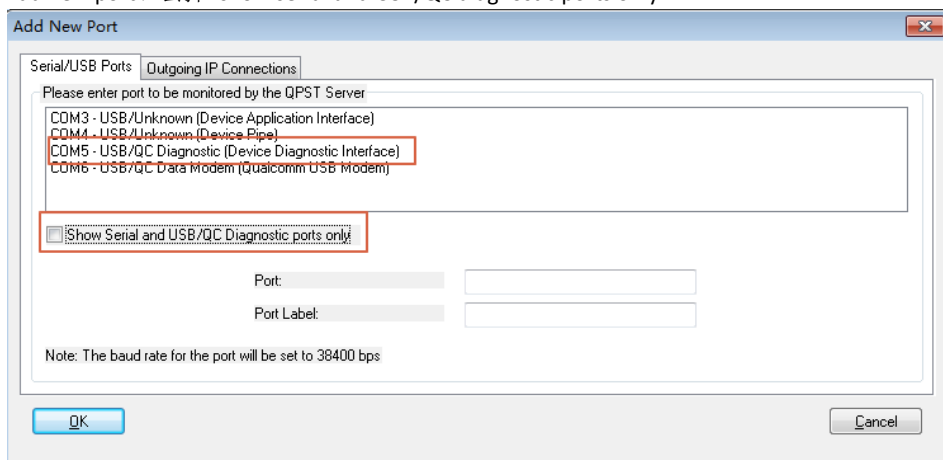 Add New Port
Serial/USB Ports
Outgoing IP Connections
Please enter port to be monitored by the QPST Server
COM3 - USB/Unknown (Device Application Interface)
COM4 - USB/Unknown (Device Pipe)
COM5 - USB/QC Diagnostic (Device Diagnostic Interface)
COM6 - USB/QC Data Modem (Qualcomm USB Modem)
Show Serial and USB/QC Diagnostic ports only
Port:
Port Label:
Note: The baud rate for the port will be set to 38400 bps
OK
Cancel